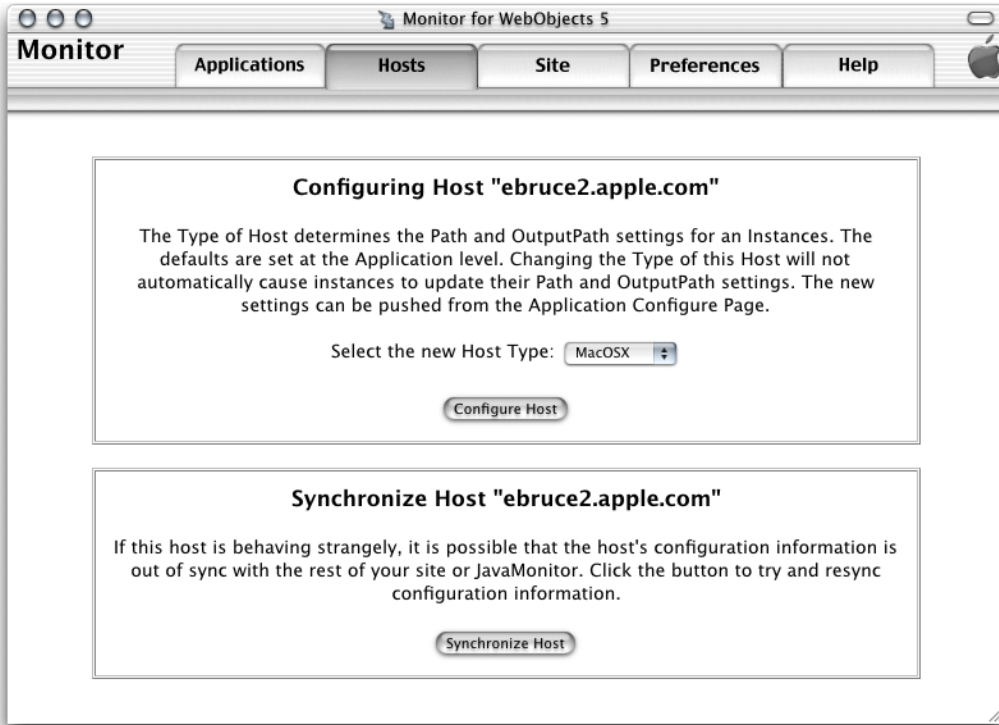 Monitor for WebObjects 5
Monitor
Applications
Hosts
Site
Preferences
Help
Configuring Host "ebruce2.apple.com"
The Type of Host determines the Path and OutputPath settings for an Instances. The
defaults are set at the Application level. Changing the Type of this Host will not
automatically cause instances to update their Path and OutputPath settings. The new
settings can be pushed from the Application Configure Page.
Select the new Host Type: MacOSX
Configure Host
Synchronize Host "ebruce2.apple.com"
If this host is behaving strangely, it is possible that the host's configuration information is
out of sync with the rest of your site or JavaMonitor. Click the button to try and resync
configuration information.
Synchronize Host